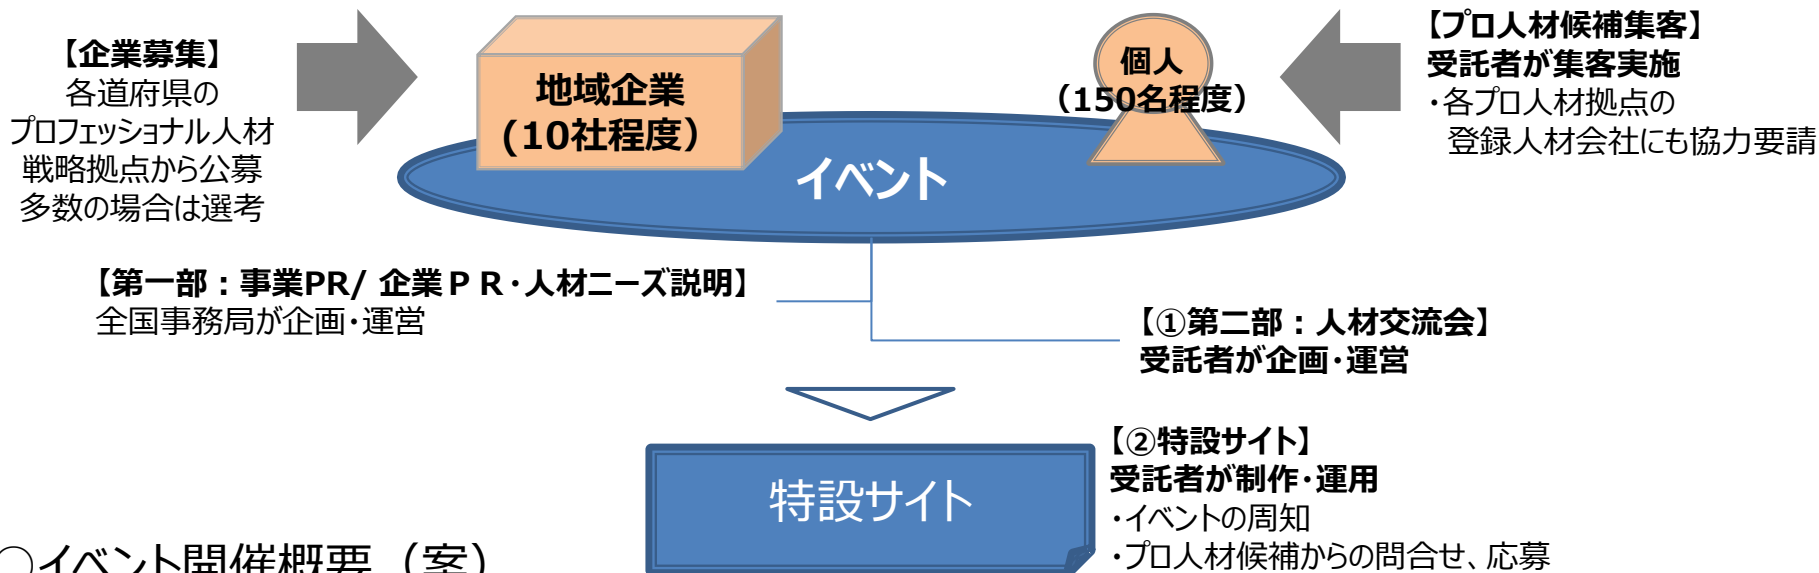 【企業募集】
各道府県の
プロフェッショナル人材
戦略拠点から公募
多数の場合は選考
地域企業
(10社程度）
個人
（150名程度）
【プロ人材候補集客】
受託者が集客実施
・各プロ人材拠点の
登録人材会社にも協力要請
イベント
【第一部：事業PR/ 企業ＰＲ・人材ニーズ説明】
全国事務局が企画・運営
【①第二部：人材交流会】
受託者が企画・運営
特設サイト
【②特設サイト】
受託者が制作・運用
・イベントの周知
・プロ人材候補からの問合せ、応募
○イベント開催概要（案）